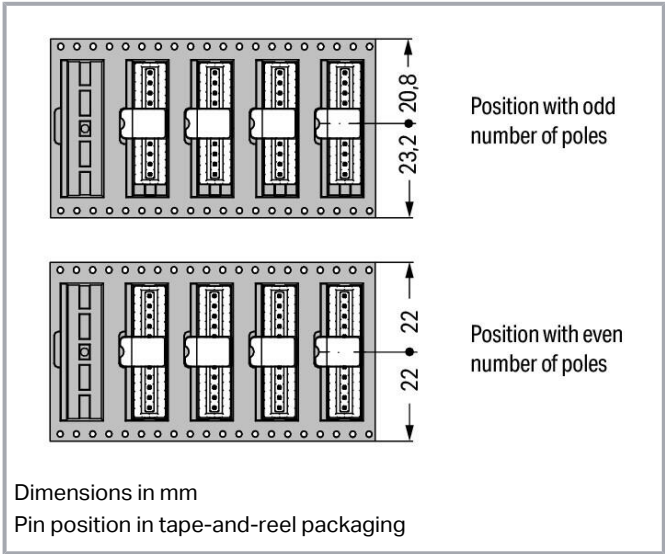 20,8
23,2
Position with odd
number of poles
22
22
Position with even
number of poles
Dimensions in mm
Pin position in tape-and-reel packaging